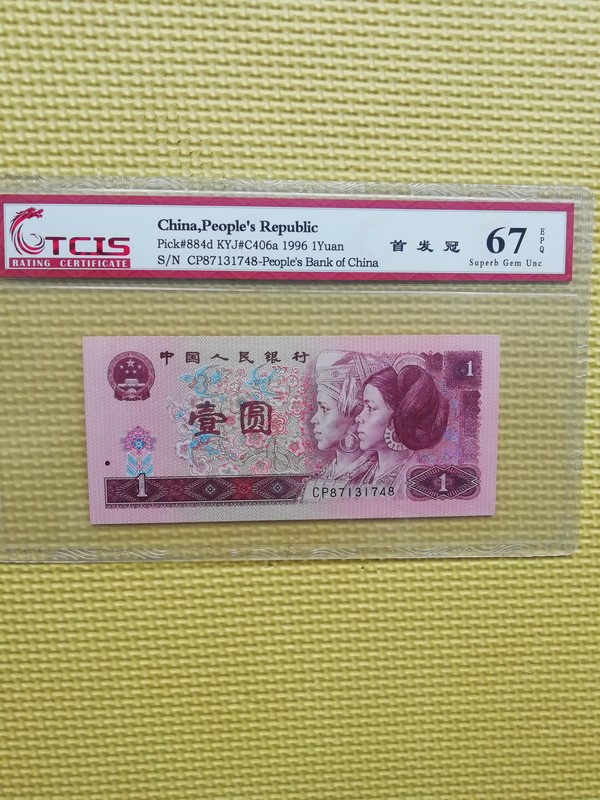 TCIS
RATING CERTIFICATE
China,People's Republic
Pick#884d KYJ#C406a 1996 1Yuan
S/N CP87131748-People's Bank of China
首发冠
67
EPQ
Superb Gem Unc
中国人民银行
1
壹圆
1
CP87131748
1